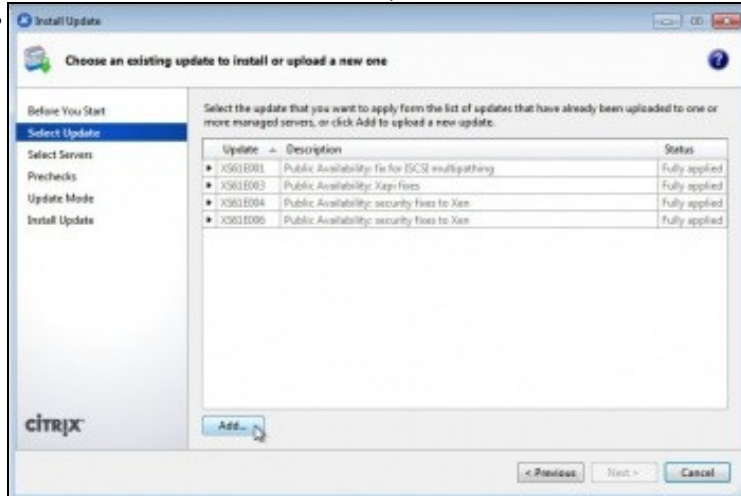 Install Update
Choose an existing update to install or upload a new one
Before You Start
Select Update
Select Servers
Prechecks
Update Mode
Install Update
Select the update that you want to apply form the list of updates that have already been uploaded to one or
more managed servers, or click Add to upload a new update.
Update Description Status
XS61E001 Public Availability: fix for ISCSI multipathing Fully applied
XS61E003 Public Availability: Xapi fixes Fully applied
XS61E004 Public Availability: security fixes to Xen Fully applied
XS61E006 Public Availability: security fixes to Xen Fully applied
CITRIX
Add...
< Previous Next > Cancel